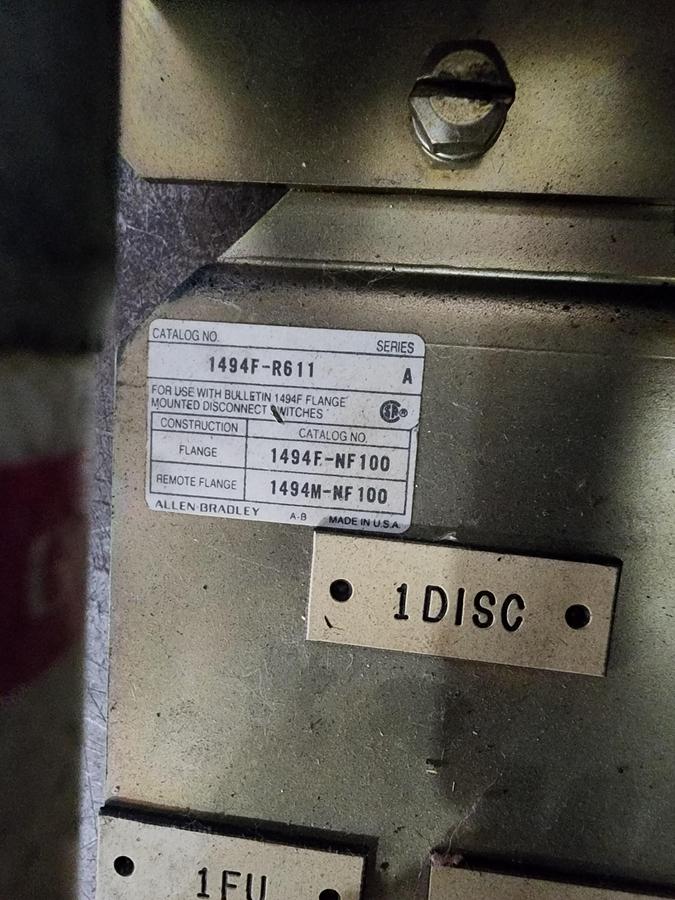 CATALOG NO. SERIES
1494F-R611 A
FOR USE WITH BULLETIN 1494F FLANGE
MOUNTED DISCONNECT SWITCHES
SA ®
CONSTRUCTION CATALOG NO.
FLANGE 1494F-NF100
REMOTE FLANGE 1494M-NF100
ALLEN-BRADLEY A-B MADE IN U.S.A.
1DISC
1FU